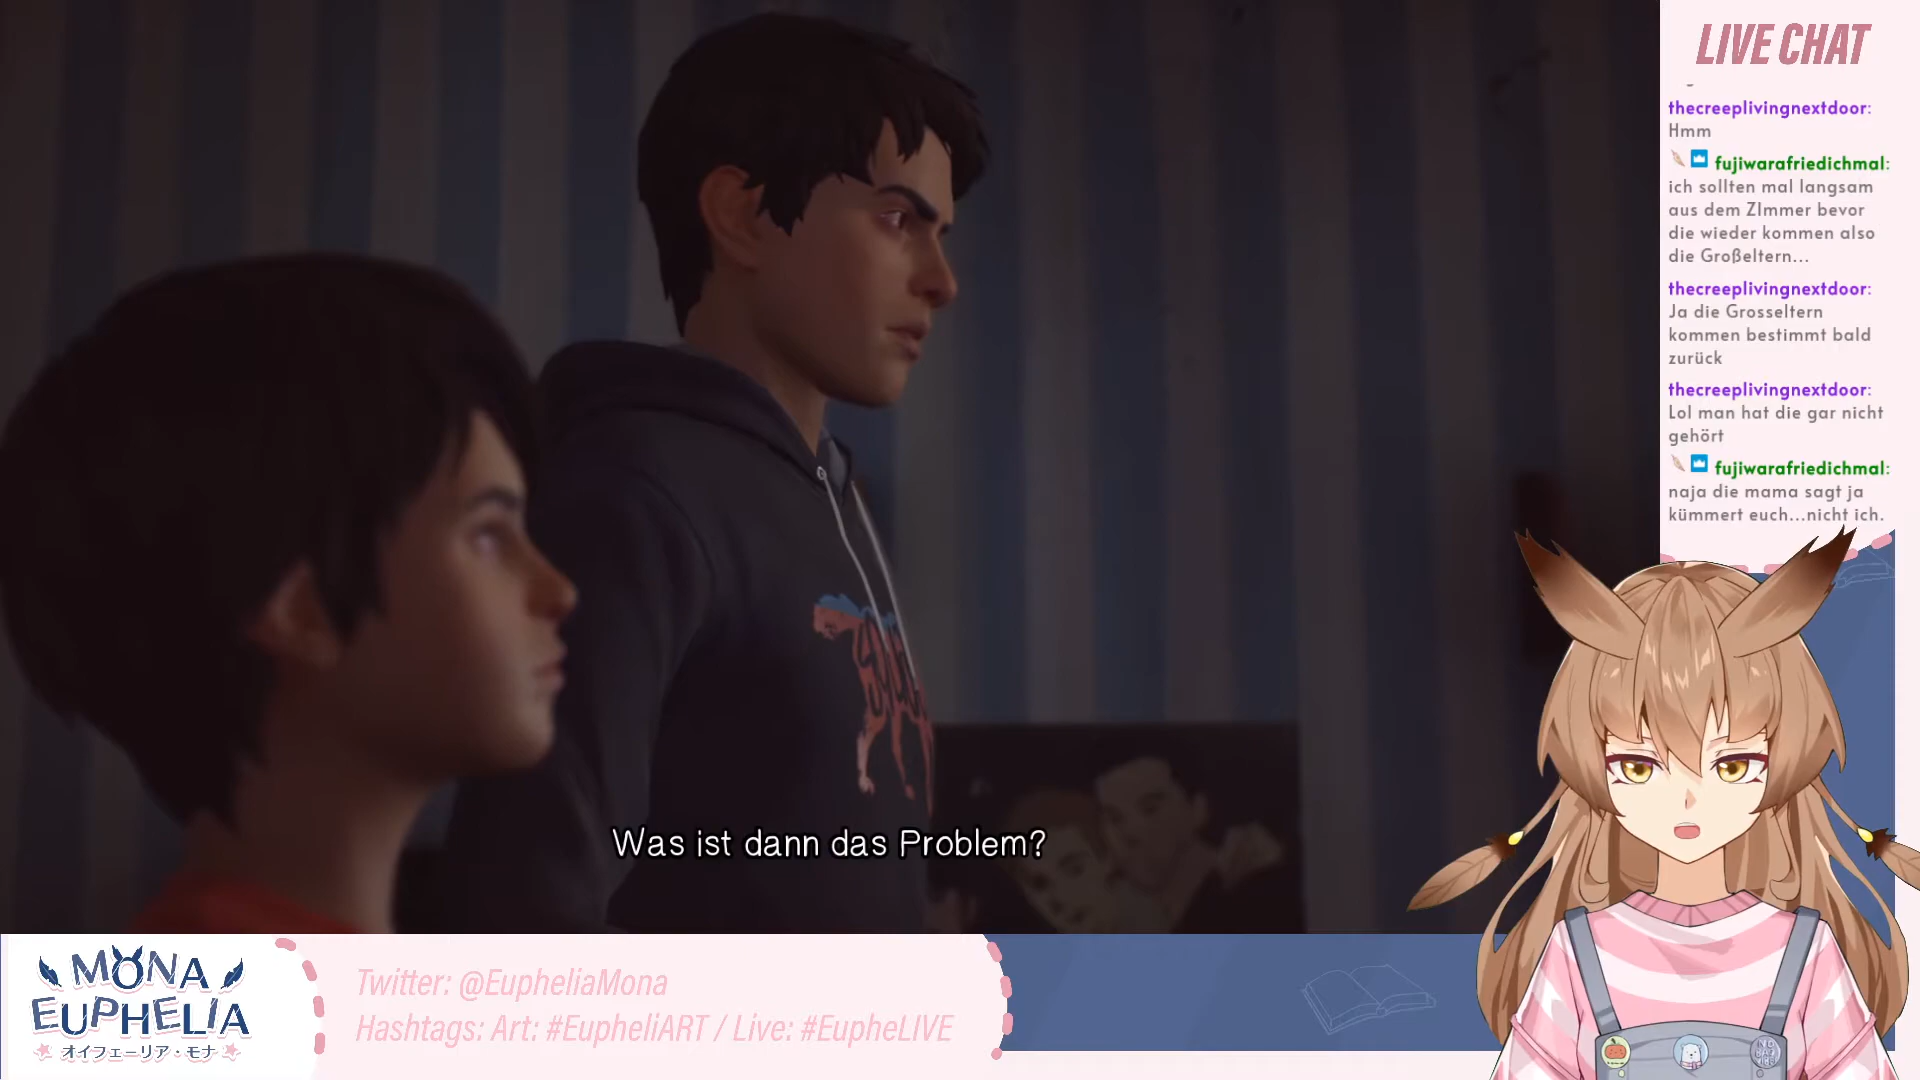 LIVE CHAT
thecreeplivingnextdoor:
Hmm
fujiwarafriedichmal:
ich sollten mal langsam
aus dem ZImmer bevor
die wieder kommen also
die Großeltern...
thecreeplivingnextdoor:
Ja die Grosseltern
kommen bestimmt bald
zurück
thecreeplivingnextdoor:
Lol man hat die gar nicht
gehört
fujiwarafriedichmal:
naja die mama sagt ja
kümmert euch...nicht ich.
Was ist dann das Problem?
MONA
EUPHELIA
オイフェーリア・モナ
Twitter: @EupheliaMona
Hashtags: Art: #EupheliART / Live: #EupheLIVE